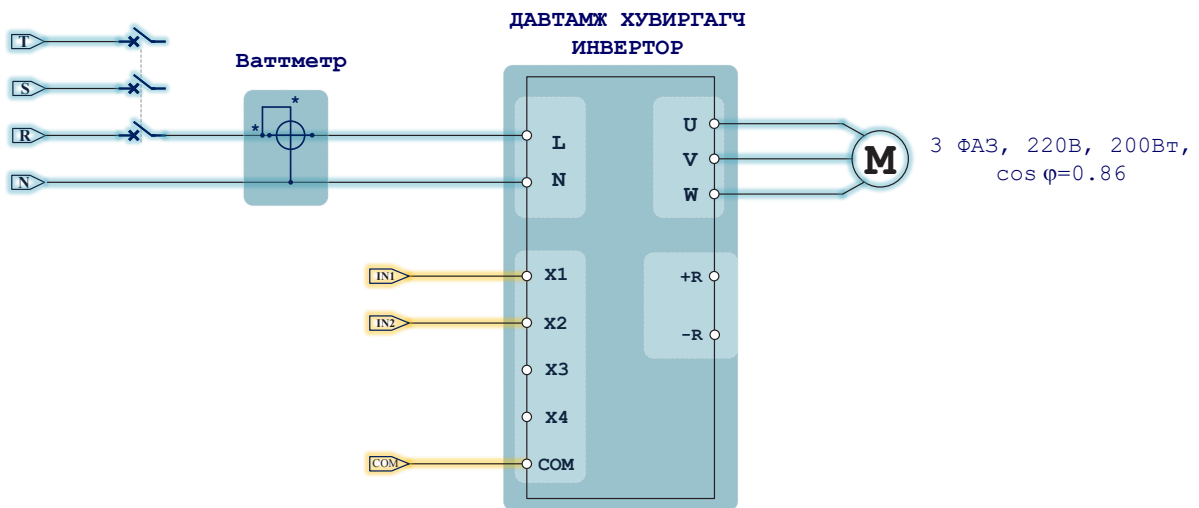 ДАВТАМЖ ХУВИРГАГЧ
ИНВЕРТОР
Ваттметр
T
S
R
N
*
*
L
N
U
V
W
M
3 ФАЗ, 220В, 200Вт,
cos φ=0.86
IN1
X1
IN2
X2
X3
X4
COM
COM
+R
-R